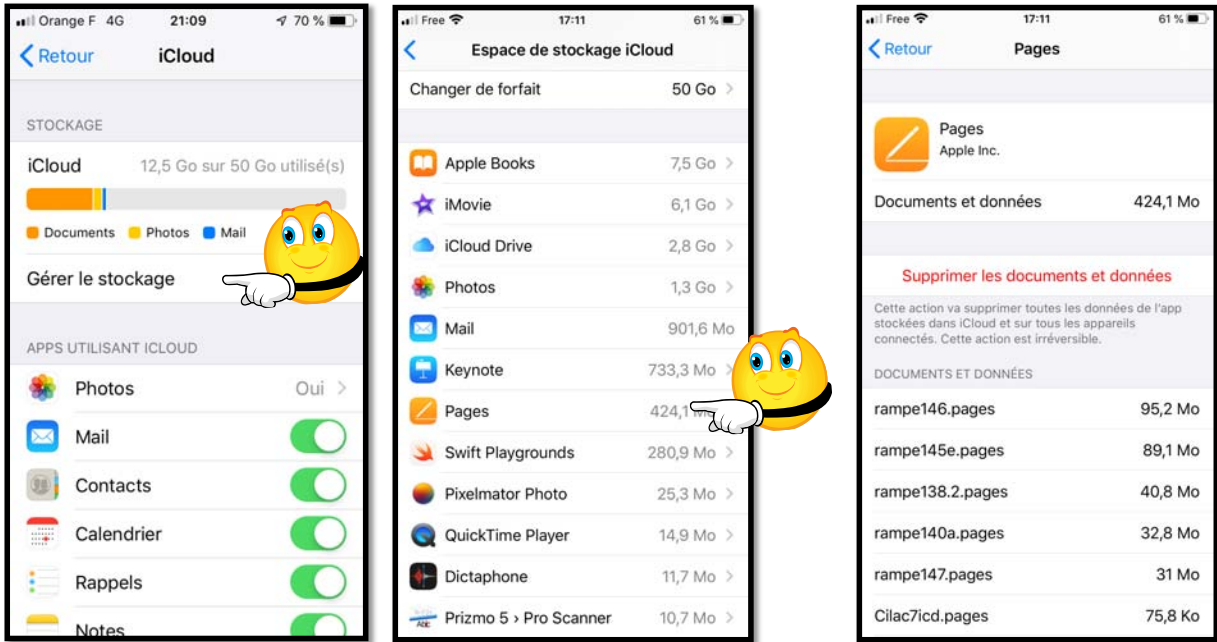 Orange F 4G 21:09 70 %
Retour iCloud
STOCKAGE
iCloud 12,5 Go sur 50 Go utilisé(s)
Documents Photos Mail
Gérer le stockage
APPS UTILISANT ICLOUD
Photos Oui
Mail
Contacts
Calendrier
Rappels
Notes
Free 17:11 61 %
Espace de stockage iCloud
Changer de forfait 50 Go
Apple Books 7,5 Go
iMovie 6,1 Go
iCloud Drive 2,8 Go
Photos 1,3 Go
Mail 901,6 Mo
Keynote 733,3 Mo
Pages 424,1 Mo
Swift Playgrounds 280,9 Mo
Pixelmator Photo 25,3 Mo
QuickTime Player 14,9 Mo
Dictaphone 11,7 Mo
Prizmo 5 › Pro Scanner 10,7 Mo
Free 17:11 61 %
Retour Pages
Pages
Apple Inc.
Documents et données 424,1 Mo
Supprimer les documents et données
Cette action va supprimer toutes les données de l'app
stockées dans iCloud et sur tous les appareils
connectés. Cette action est irréversible.
DOCUMENTS ET DONNÉES
rampe146.pages 95,2 Mo
rampe145e.pages 89,1 Mo
rampe138.2.pages 40,8 Mo
rampe140a.pages 32,8 Mo
rampe147.pages 31 Mo
Cilac7icd.pages 75,8 Ko